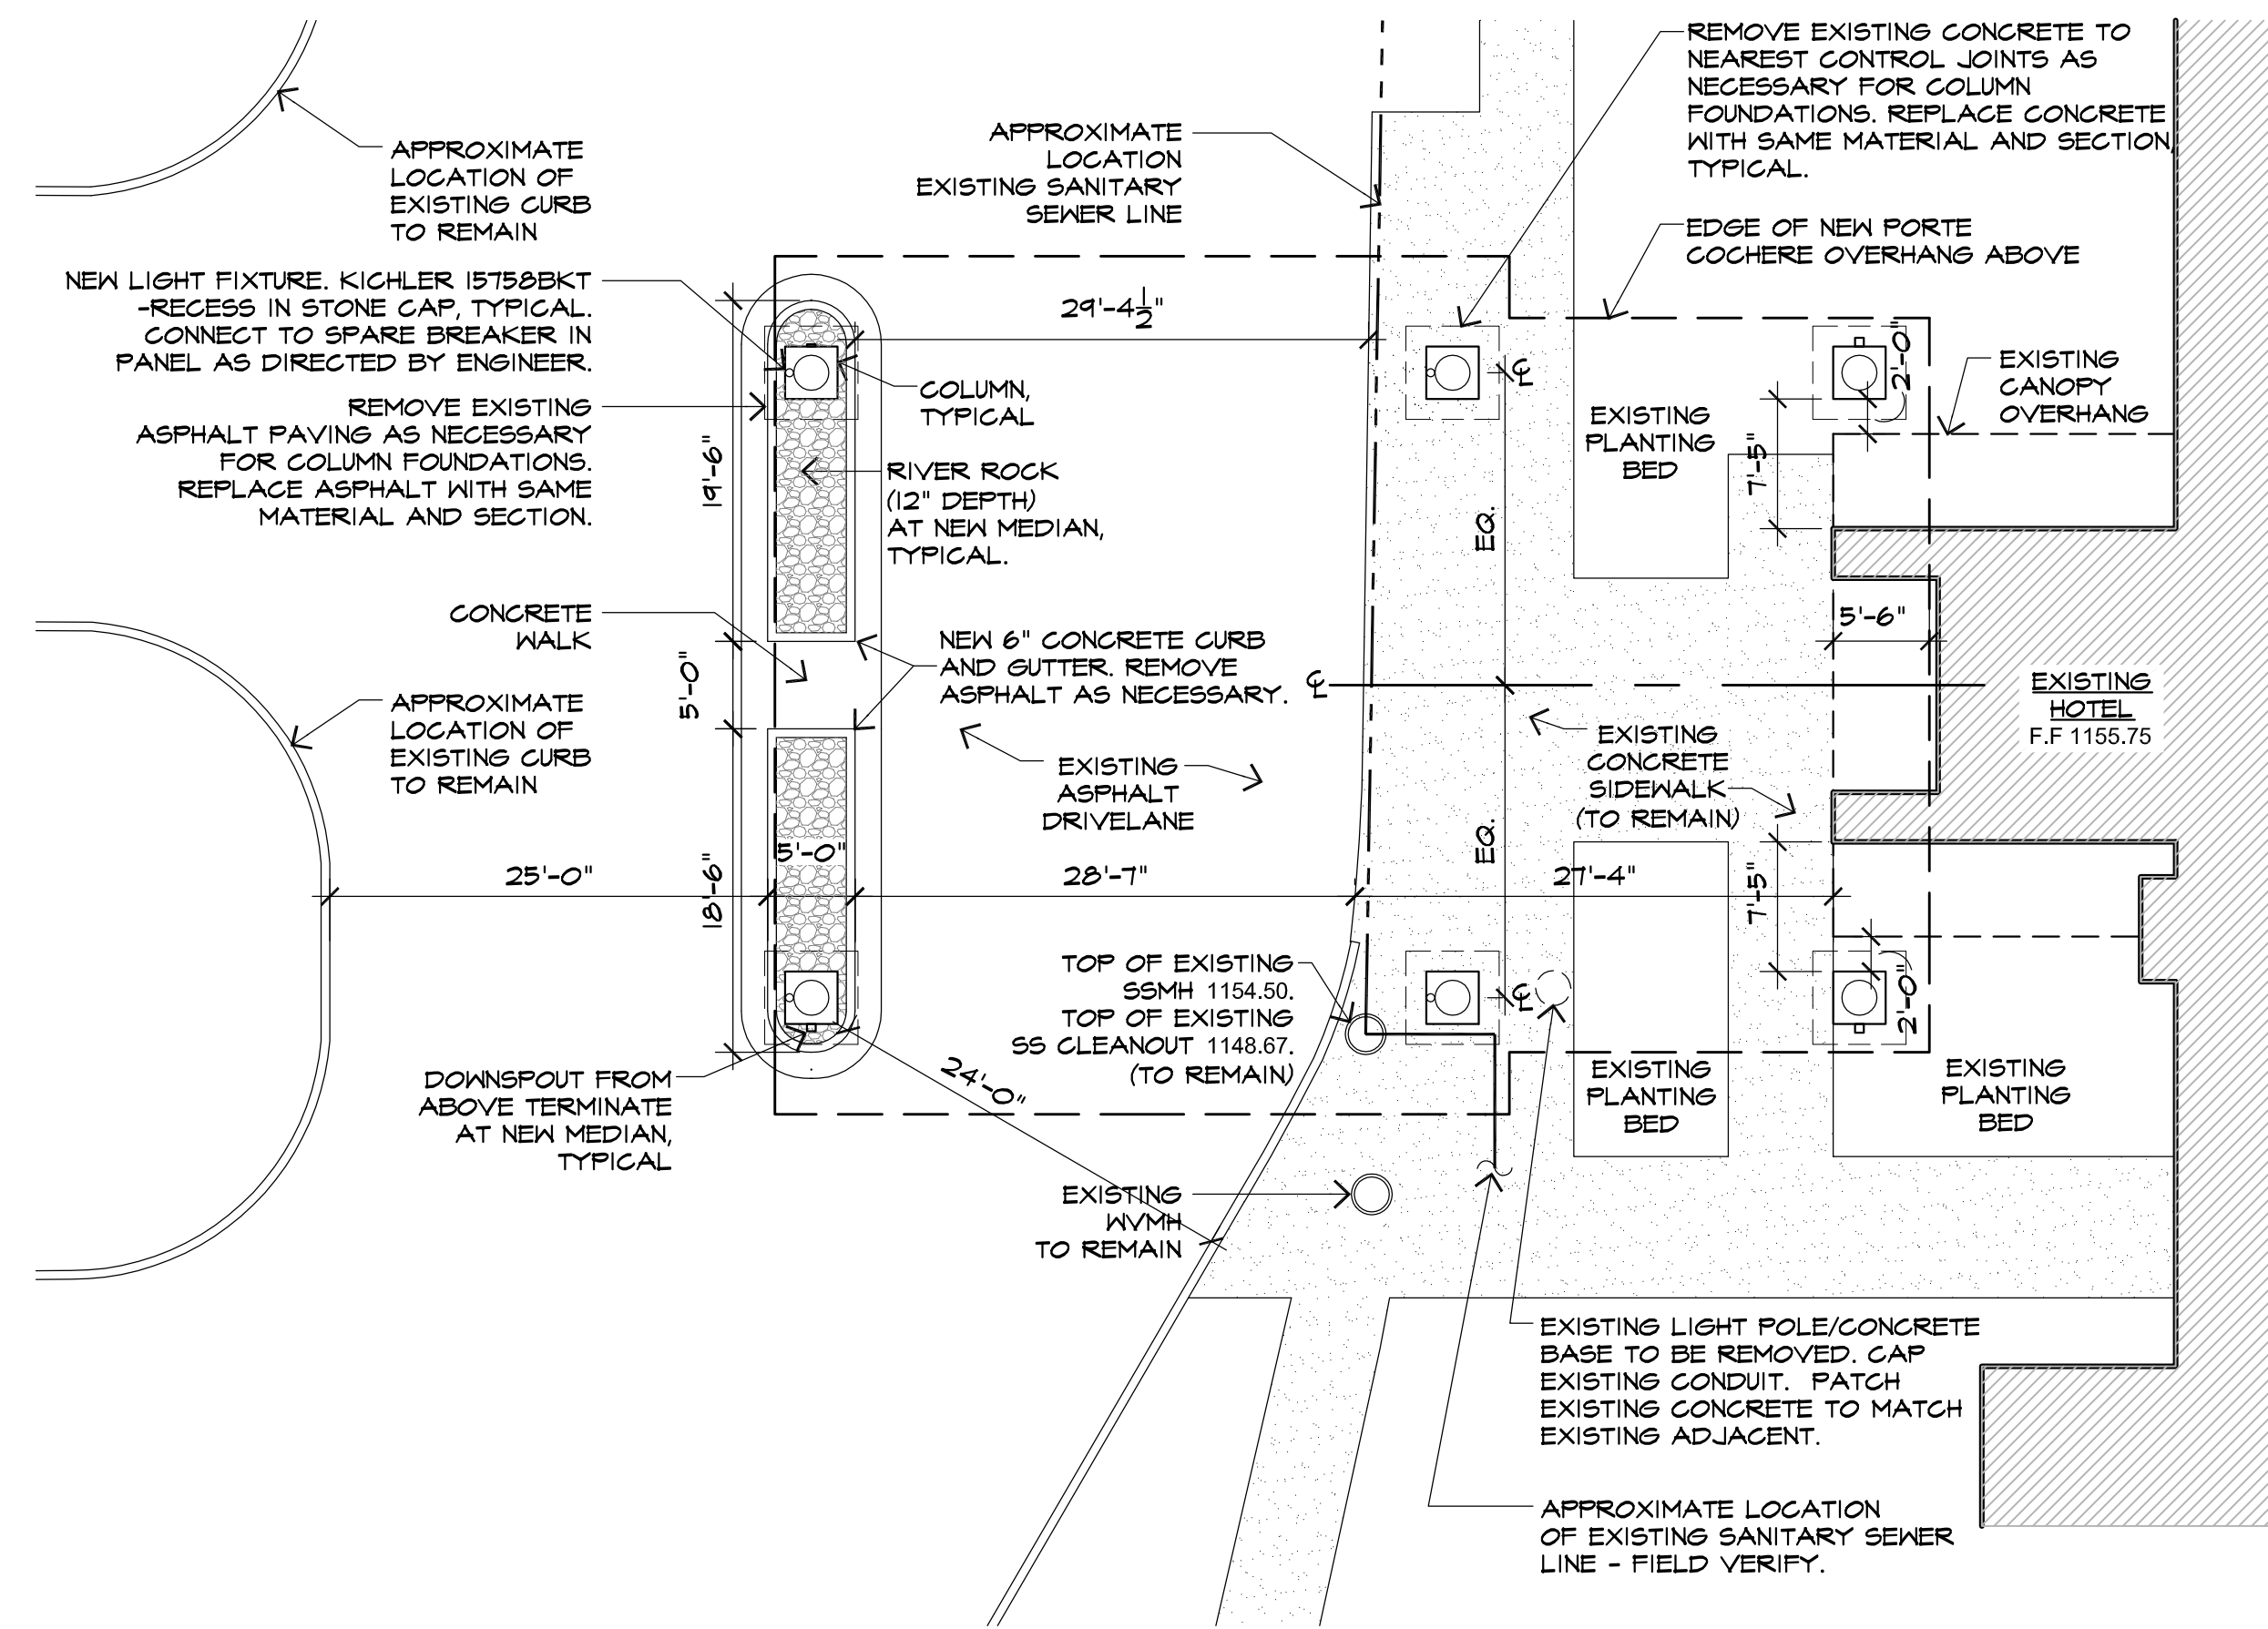 REMOVE EXISTING CONCRETE TO
NEAREST CONTROL JOINTS AS
NECESSARY FOR COLUMN
FOUNDATIONS. REPLACE CONCRETE
WITH SAME MATERIAL AND SECTION,
TYPICAL.
APPROXIMATE
LOCATION OF
EXISTING CURB
TO REMAIN
APPROXIMATE
LOCATION
EXISTING SANITARY
SEWER LINE
EDGE OF NEW PORTE
COCHERE OVERHANG ABOVE
NEW LIGHT FIXTURE. KICHLER 15758BKT
-RECESS IN STONE CAP, TYPICAL.
CONNECT TO SPARE BREAKER IN
PANEL AS DIRECTED BY ENGINEER.
29'-4 1/2"
℄
2'-0"
EXISTING
CANOPY
OVERHANG
COLUMN,
TYPICAL
REMOVE EXISTING
ASPHALT PAVING AS NECESSARY
FOR COLUMN FOUNDATIONS.
REPLACE ASPHALT WITH SAME
MATERIAL AND SECTION.
19'-6"
EXISTING
PLANTING
BED
7'-5"
RIVER ROCK
(12" DEPTH)
AT NEW MEDIAN,
TYPICAL.
EQ.
CONCRETE
WALK
5'-0"
NEW 6" CONCRETE CURB
AND GUTTER. REMOVE
ASPHALT AS NECESSARY.
℄
5'-6"
EXISTING
HOTEL
F.F 1155.75
APPROXIMATE
LOCATION OF
EXISTING CURB
TO REMAIN
EXISTING
ASPHALT
DRIVELANE
EXISTING
CONCRETE
SIDEWALK
(TO REMAIN)
EQ.
25'-0"
18'-6"
5'-0"
28'-7"
27'-4"
7'-5"
TOP OF EXISTING
SSMH 1154.50.
TOP OF EXISTING
SS CLEANOUT 1148.67.
(TO REMAIN)
℄
2'-0"
24'-0"
DOWNSPOUT FROM
ABOVE TERMINATE
AT NEW MEDIAN,
TYPICAL
EXISTING
PLANTING
BED
EXISTING
PLANTING
BED
EXISTING
WVMH
TO REMAIN
EXISTING LIGHT POLE/CONCRETE
BASE TO BE REMOVED. CAP
EXISTING CONDUIT. PATCH
EXISTING CONCRETE TO MATCH
EXISTING ADJACENT.
APPROXIMATE LOCATION
OF EXISTING SANITARY SEWER
LINE - FIELD VERIFY.